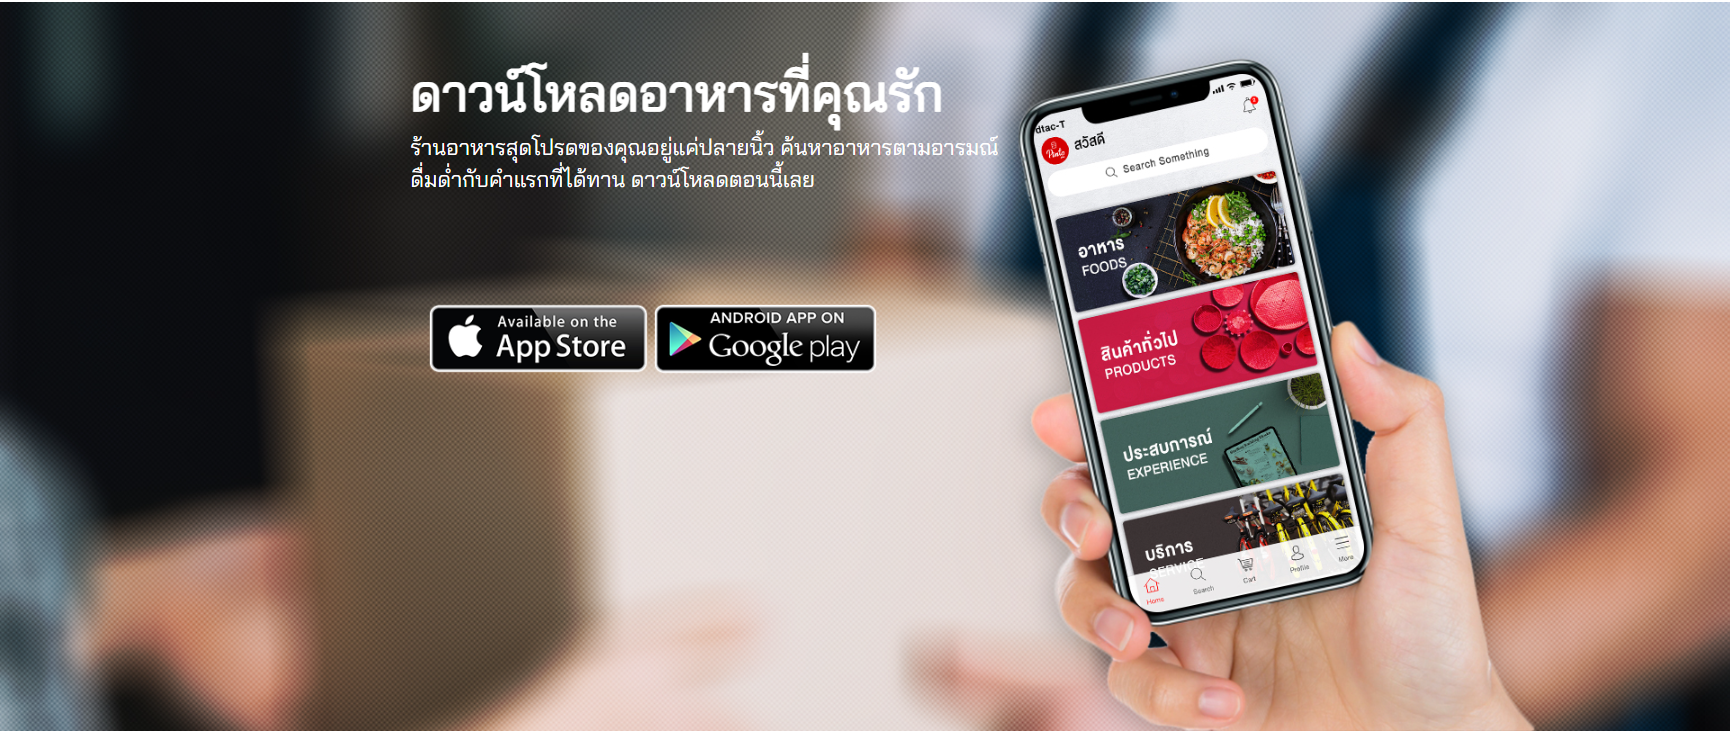 ดาวน์โหลดอาหารที่คุณรัก
ร้านอาหารสุดโปรดของคุณอยู่แค่ปลายนิ้ว ค้นหาอาหารตามอารมณ์
ดื่มด่ำกับคำแรกที่ได้ทาน ดาวน์โหลดตอนนี้เลย
Available on the
App Store
ANDROID APP ON
Google play
dtac-T
Pinto
สวัสดี
Search Something
อาหาร
FOODS
สินค้าทั่วไป
PRODUCTS
ประสบการณ์
EXPERIENCE
บริการ
SERVICE
Home
Search
Cart
Profile
More